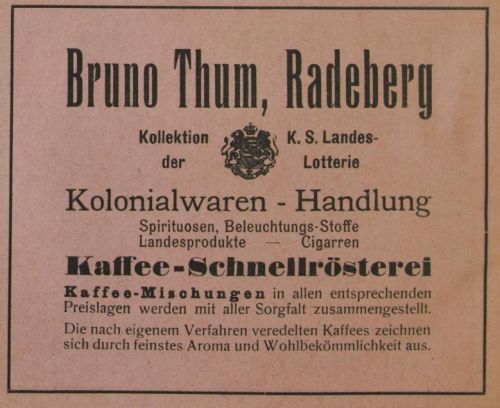 Bruno Thum, Radeberg
Kollektion K. S. Landes-
der Lotterie
Kolonialwaren - Handlung
Spirituosen, Beleuchtungs-Stoffe
Landesprodukte — Cigarren
Kaffee-Schnellrösterei
Kaffee-Mischungen in allen entsprechenden
Preislagen werden mit aller Sorgfalt zusammengestellt.
Die nach eigenem Verfahren veredelten Kaffees zeichnen
sich durch feinstes Aroma und Wohlbekömmlichkeit aus.